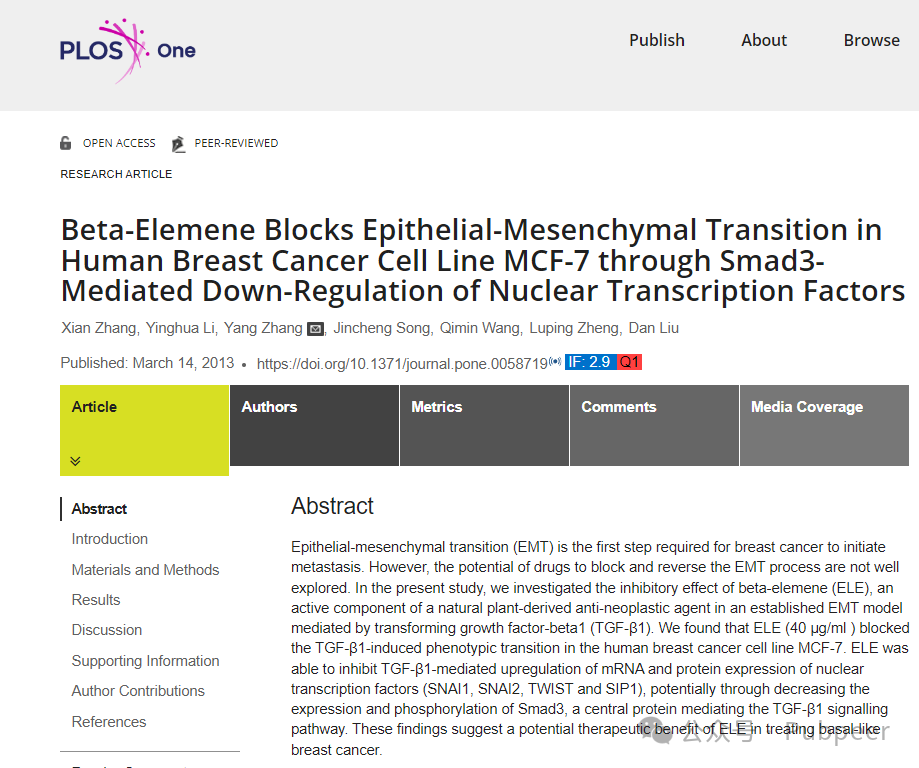 PLOS One
Publish About Browse
OPEN ACCESS PEER-REVIEWED
RESEARCH ARTICLE
Beta-Elemene Blocks Epithelial-Mesenchymal Transition in
Human Breast Cancer Cell Line MCF-7 through Smad3-
Mediated Down-Regulation of Nuclear Transcription Factors
Xian Zhang, Yinghua Li, Yang Zhang, Jincheng Song, Qimin Wang, Luping Zheng, Dan Liu
Published: March 14, 2013 • https://doi.org/10.1371/journal.pone.0058719 IF: 2.9 Q1
Article Authors Metrics Comments Media Coverage
Abstract
Introduction
Materials and Methods
Results
Discussion
Supporting Information
Author Contributions
References
Abstract
Epithelial-mesenchymal transition (EMT) is the first step required for breast cancer to initiate
metastasis. However, the potential of drugs to block and reverse the EMT process are not well
explored. In the present study, we investigated the inhibitory effect of beta-elemene (ELE), an
active component of a natural plant-derived anti-neoplastic agent in an established EMT model
mediated by transforming growth factor-beta1 (TGF-β1). We found that ELE (40 μg/ml ) blocked
the TGF-β1-induced phenotypic transition in the human breast cancer cell line MCF-7. ELE was
able to inhibit TGF-β1-mediated upregulation of mRNA and protein expression of nuclear
transcription factors (SNAI1, SNAI2, TWIST and SIP1), potentially through decreasing the
expression and phosphorylation of Smad3, a central protein mediating the TGF-β1 signalling
pathway. These findings suggest a potential therapeutic benefit of ELE in treating basal-like
breast cancer.
公众号 · Pubpeer